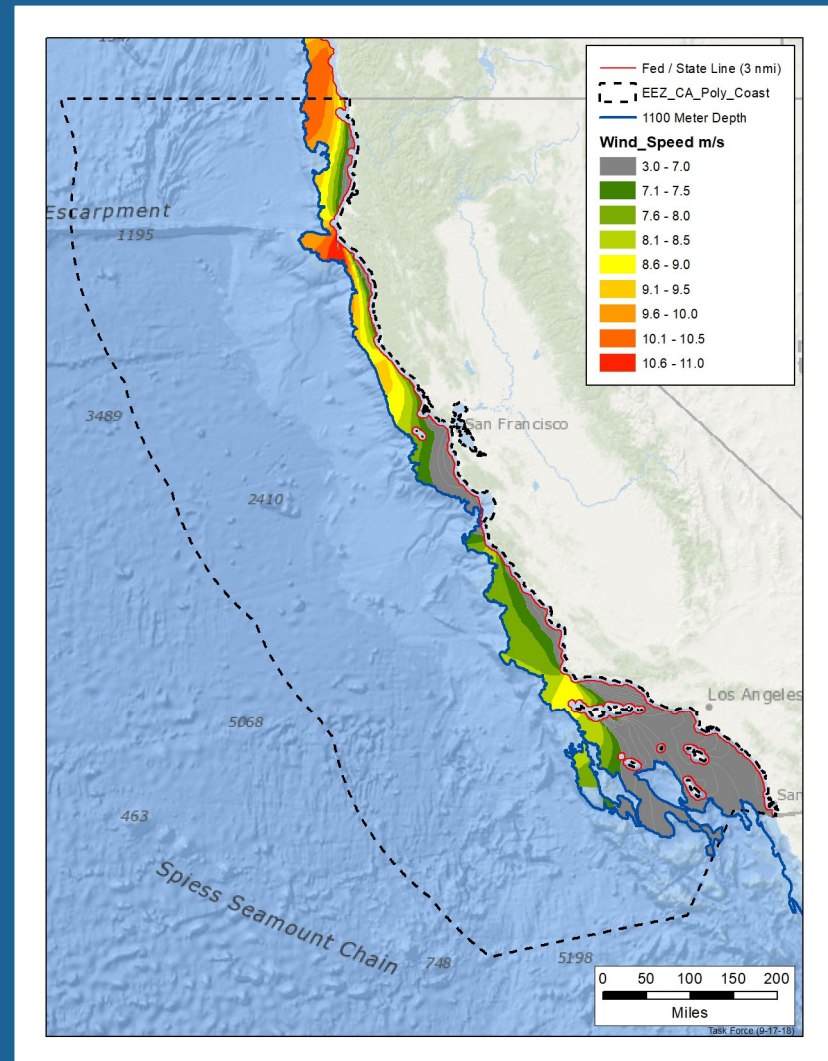 Fed / State Line (3 nmi)
EEZ_CA_Poly_Coast
1100 Meter Depth
Wind_Speed m/s
3.0 - 7.0
7.1 - 7.5
7.6 - 8.0
8.1 - 8.5
8.6 - 9.0
9.1 - 9.5
9.6 - 10.0
10.1 - 10.5
10.6 - 11.0
Escarpment
1195
3489
San Francisco
2410
Los Angeles
5068
San
463
Spiess Seamount Chain
748
5198
0 50 100 150 200
Miles
Task Force (9-17-18)